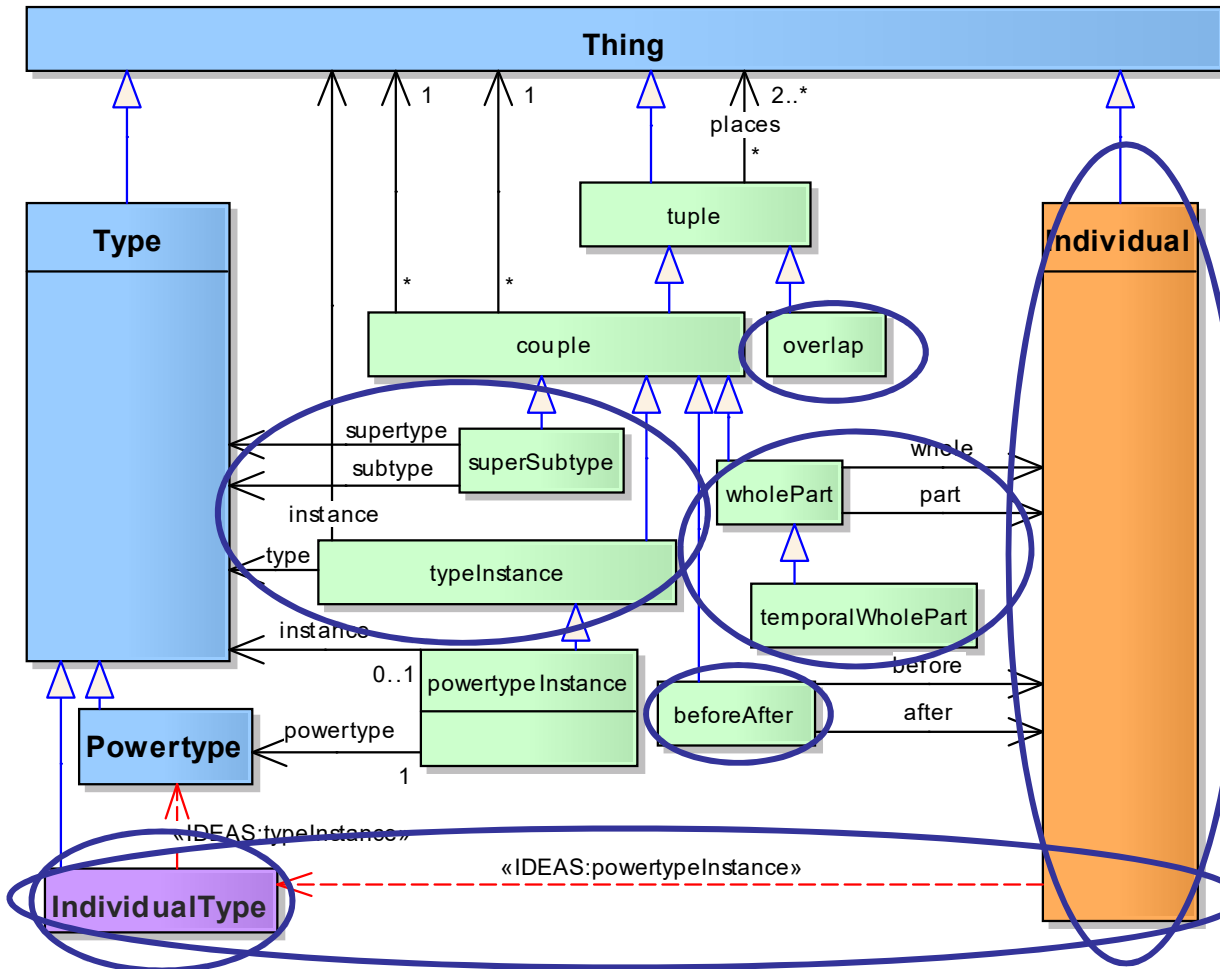 Thing
1
1
2..*
places
*
tuple
Type
Individual
*
*
couple
overlap
supertype
superSubtype
subtype
whole
wholePart
part
instance
type
typeInstance
temporalWholePart
instance
0..1
powertypeInstance
before
beforeAfter
after
Powertype
powertype
1
«IDEAS:typeInstance»
«IDEAS:powertypeInstance»
IndividualType